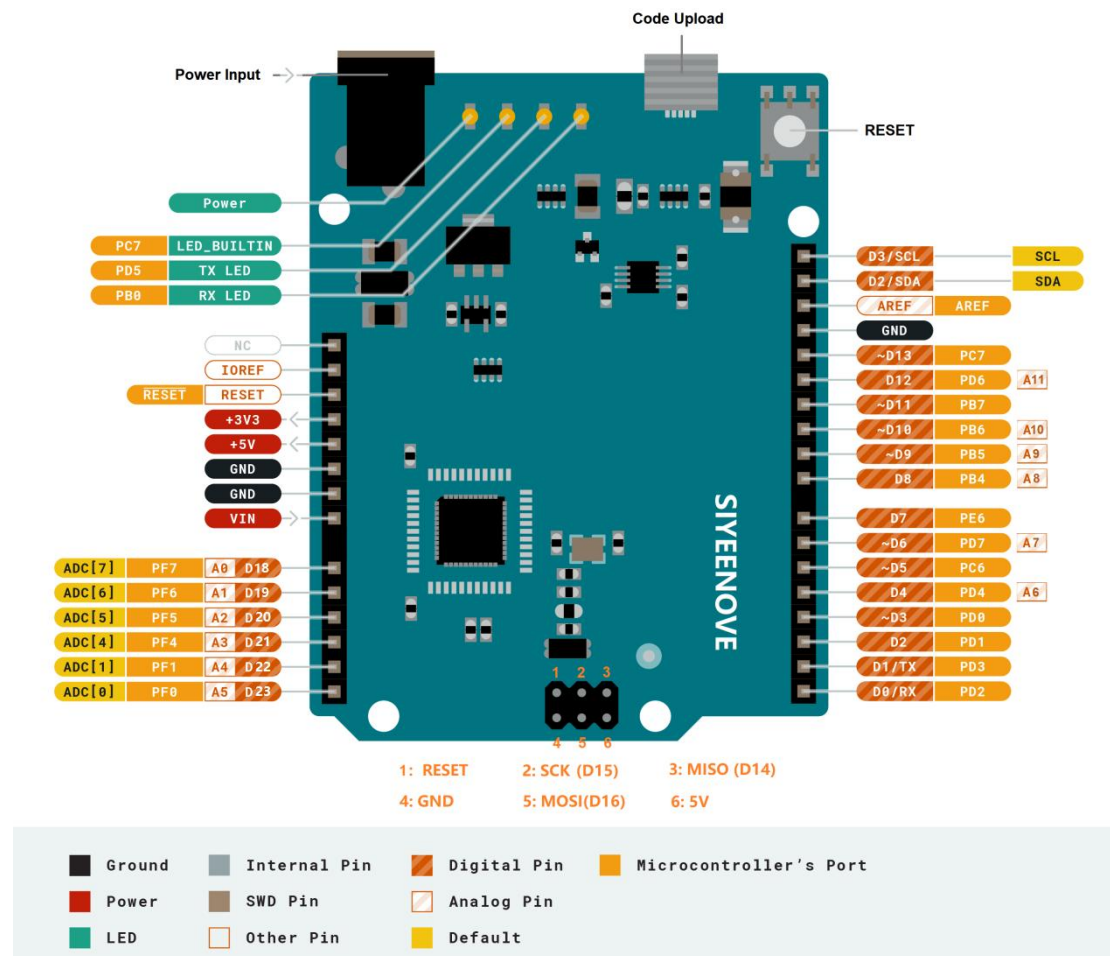 Code Upload
Power Input
RESET
Power
PC7 LED_BUILTIN
PD5 TX LED
PB0 RX LED
NC
IOREF
RESET RESET
+3V3
+5V
GND
GND
VIN
ADC[7] PF7 A0 D18
ADC[6] PF6 A1 D19
ADC[5] PF5 A2 D20
ADC[4] PF4 A3 D21
ADC[1] PF1 A4 D22
ADC[0] PF0 A5 D23
D3/SCL SCL
D2/SDA SDA
AREF AREF
GND
~D13 PC7
D12 PD6 A11
~D11 PB7
~D10 PB6 A10
~D9 PB5 A9
D8 PB4 A8
D7 PE6
~D6 PD7 A7
~D5 PC6
D4 PD4 A6
~D3 PD0
D2 PD1
D1/TX PD3
D0/RX PD2
SIYEENOVE
1 2 3
4 5 6
1: RESET 2: SCK (D15) 3: MISO (D14)
4: GND 5: MOSI(D16) 6: 5V
Ground Internal Pin Digital Pin Microcontroller's Port
Power SWD Pin Analog Pin
LED Other Pin Default